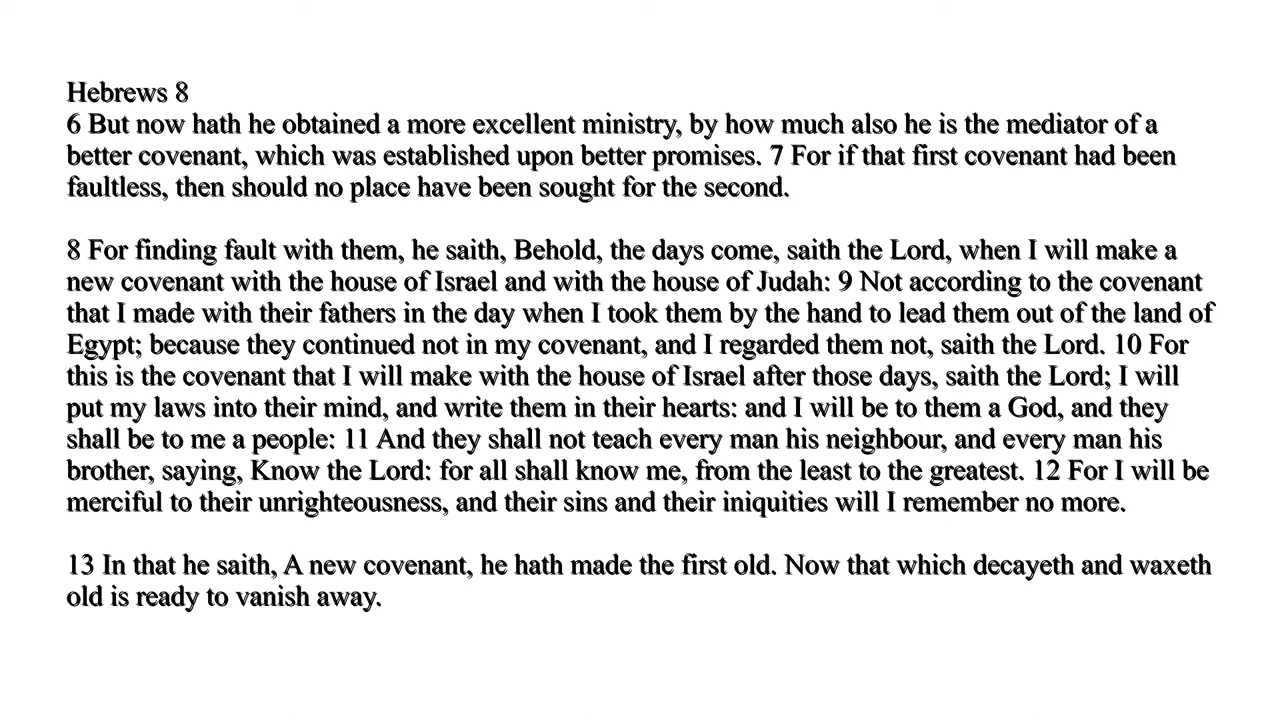 Hebrews 8
6 But now hath he obtained a more excellent ministry, by how much also he is the mediator of a
better covenant, which was established upon better promises. 7 For if that first covenant had been
faultless, then should no place have been sought for the second.
8 For finding fault with them, he saith, Behold, the days come, saith the Lord, when I will make a
new covenant with the house of Israel and with the house of Judah: 9 Not according to the covenant
that I made with their fathers in the day when I took them by the hand to lead them out of the land of
Egypt; because they continued not in my covenant, and I regarded them not, saith the Lord. 10 For
this is the covenant that I will make with the house of Israel after those days, saith the Lord; I will
put my laws into their mind, and write them in their hearts: and I will be to them a God, and they
shall be to me a people: 11 And they shall not teach every man his neighbour, and every man his
brother, saying, Know the Lord: for all shall know me, from the least to the greatest. 12 For I will be
merciful to their unrighteousness, and their sins and their iniquities will I remember no more.
13 In that he saith, A new covenant, he hath made the first old. Now that which decayeth and waxeth
old is ready to vanish away.